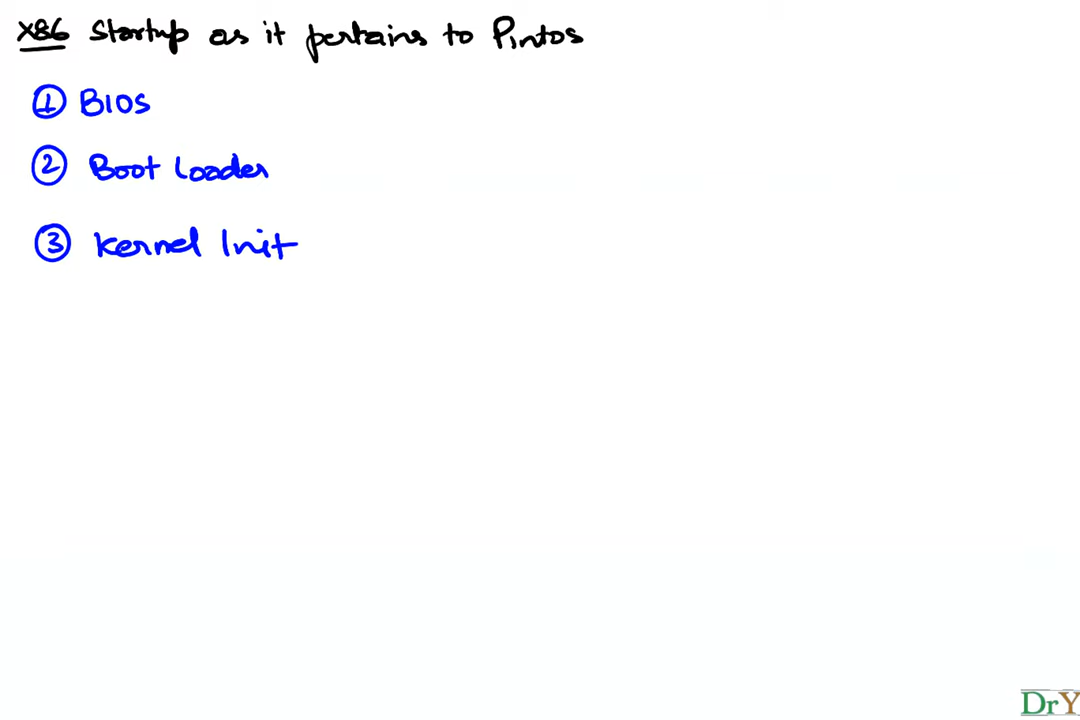 X86 Startup as it pertains to Pintos
① BIOS
② Boot Loader
③ Kernel Init
DrY